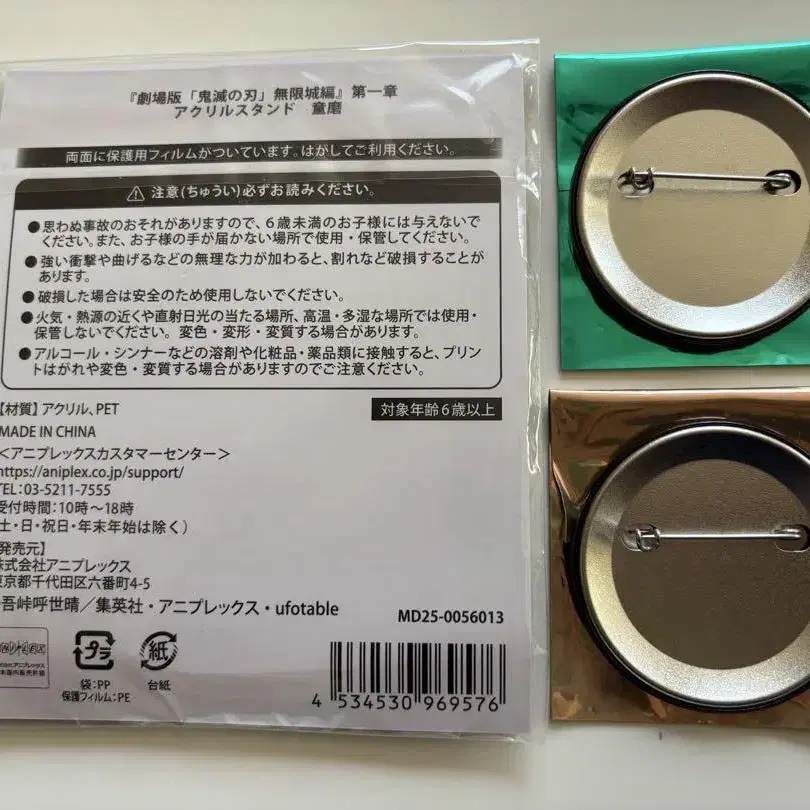 『劇場版「鬼滅の刃」無限城編』第一章
アクリルスタンド 童磨
両面に保護用フィルムがついています。はがしてご利用ください。
注意(ちゅうい)必ずお読みください。
●思わぬ事故のおそれがありますので、6歳未満のお子様には与えないで
ください。また、お子様の手が届かない場所で使用・保管してください。
●強い衝撃や曲げるなどの無理な力が加わると、割れなど破損することが
あります。
●破損した場合は安全のため使用しないでください。
●火気・熱源の近くや直射日光の当たる場所、高温・多湿な場所では使用・
保管しないでください。変色・変形・変質する場合があります。
●アルコール・シンナーなどの溶剤や化粧品・薬品類に接触すると、プリン
トはがれや変色・変質する場合がありますのでご注意ください。
【材質】アクリル、PET
対象年齢6歳以上
MADE IN CHINA
<アニプレックスカスタマーセンター>
https://aniplex.co.jp/support/
TEL:03-5211-7555
受付時間:10時~18時
土・日・祝日・年末年始は除く)
発売元】
株式会社アニプレックス
東京都千代田区六番町4-5
吾峠呼世晴/集英社・アニプレックス・ufotable
MD25-0056013
プラ
紙
袋:PP
保護フィルム:PE
台紙
4 534530 969576